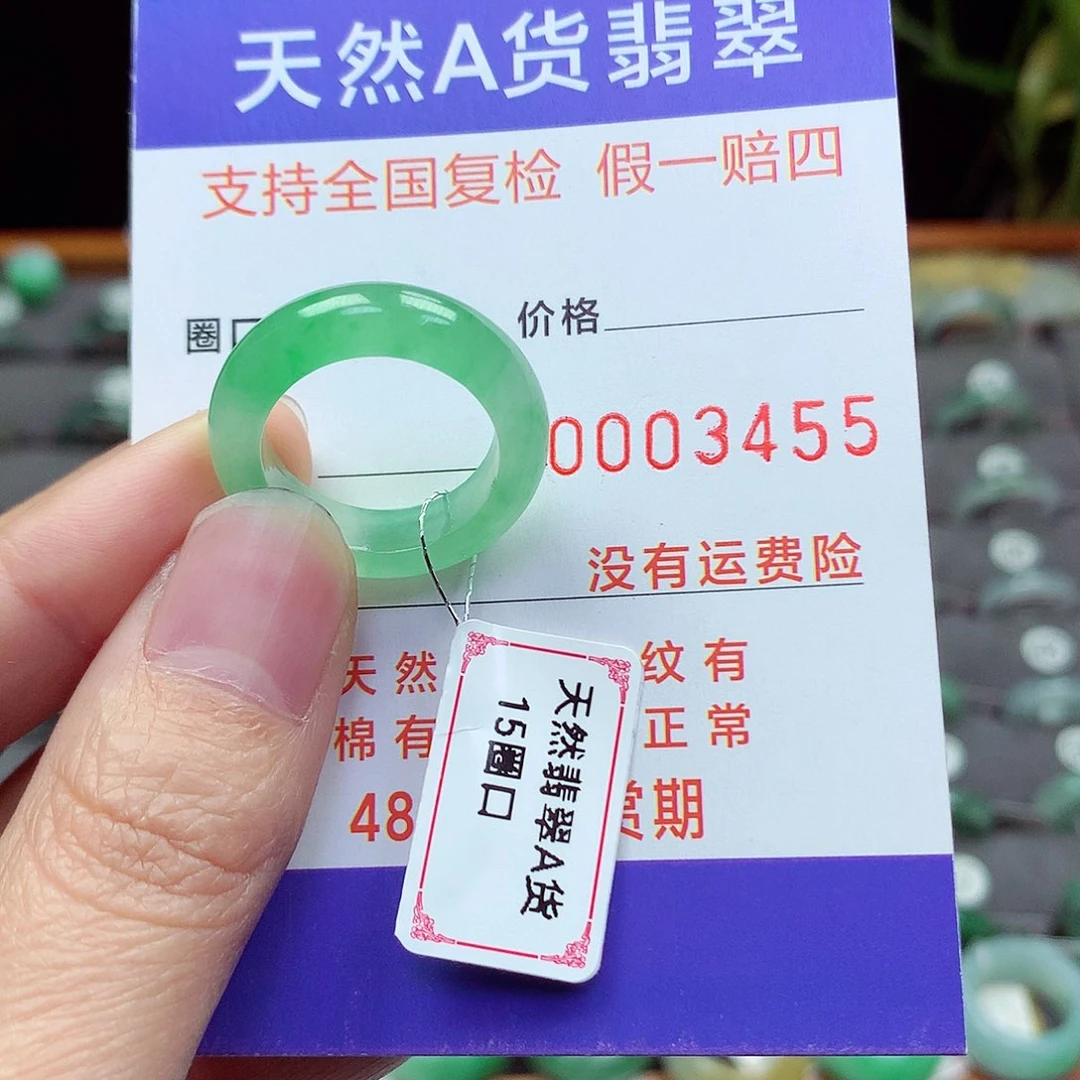 天然A货翡翠
支持全国复检 假一赔四
圈口
价格
0003455
没有运费险
天然 纹有
棉有 正常
48 赏期
天然翡翠A货
15圈口